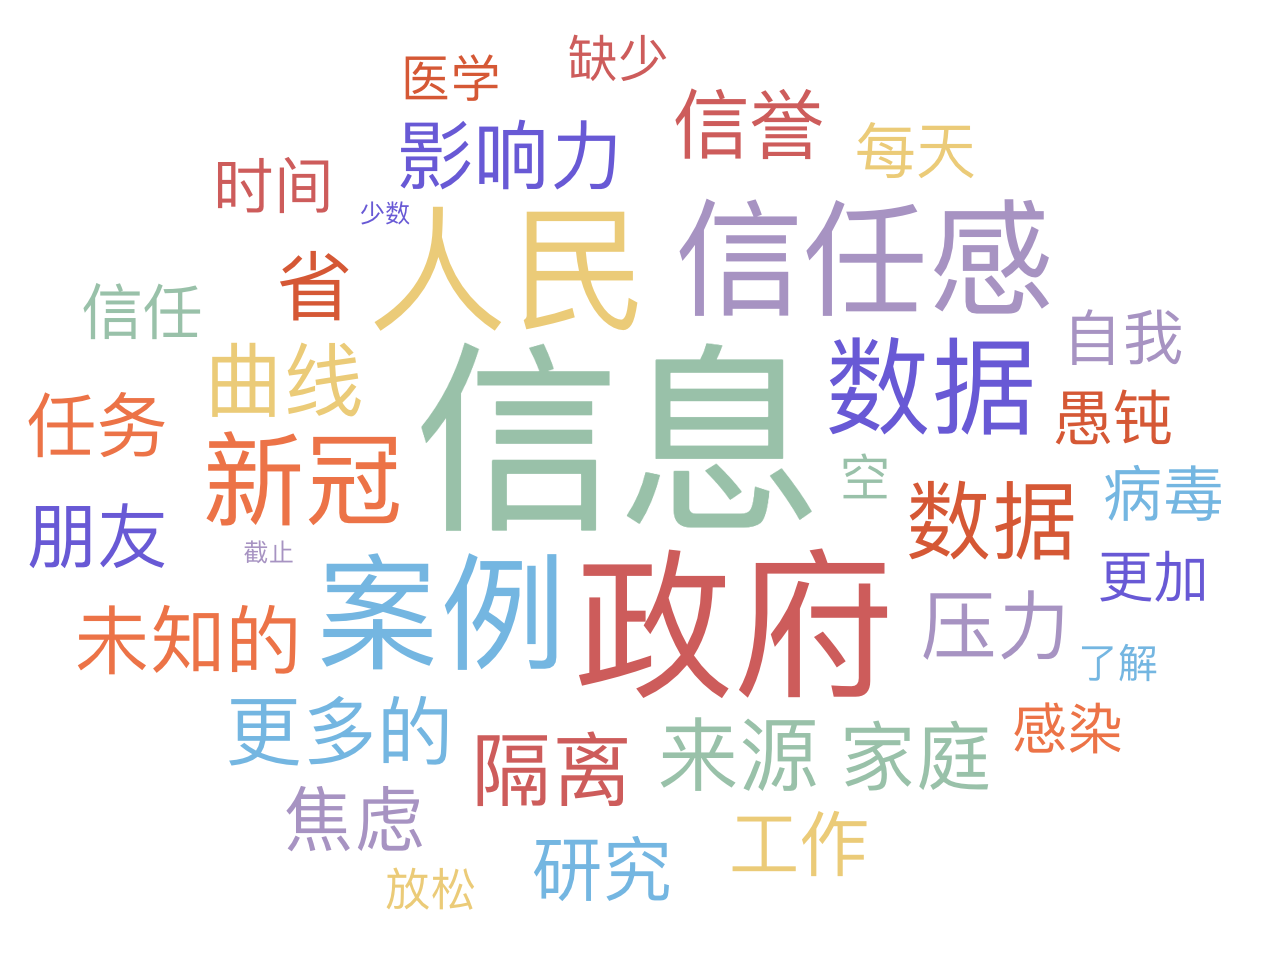 缺少
医学
信誉
影响力
每天
时间
少数
人民
信任感
省
信任
自我
曲线
信息
数据
任务
愚钝
新冠
空
数据
病毒
朋友
截止
案例
政府
更加
未知的
压力
了解
更多的
感染
隔离
来源
家庭
焦虑
工作
研究
放松